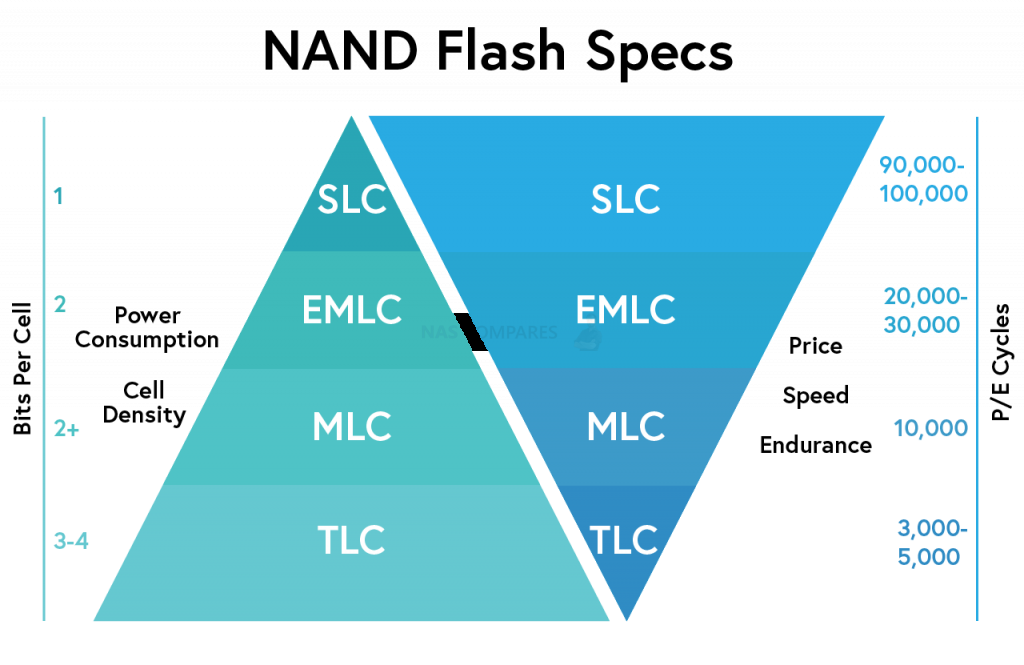 NAND Flash Specs
Bits Per Cell
1
2
2+
3-4
Power
Consumption
Cell
Density
SLC
EMLC
MLC
TLC
NAS COMPARES
SLC
EMLC
MLC
TLC
Price
Speed
Endurance
90,000-
100,000
20,000-
30,000
10,000
3,000-
5,000
P/E Cycles